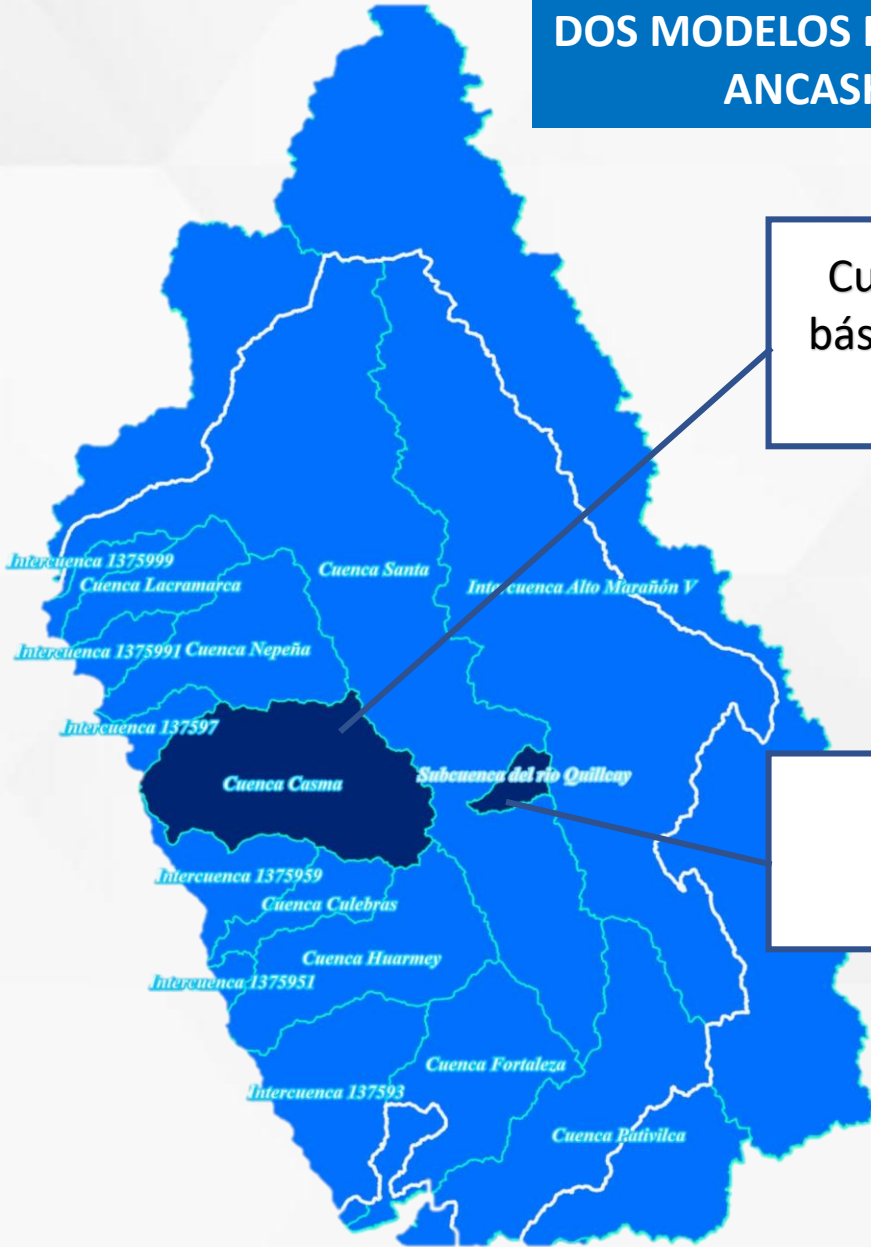 DOS MODELOS
ANCASH
Cu
bás
Intercuenca 1375999
Cuenca Lacramarca
Cuenca Santa
Intercuenca Alto Marañón V
Intercuenca 1375991
Cuenca Nepeña
Intercuenca 137597
Cuenca Casma
Subcuenca del rio Quillcay
Intercuenca 1375959
Cuenca Culebras
Cuenca Huarmey
Intercuenca 1375951
Cuenca Fortaleza
Intercuenca 137593
Cuenca Pativilca